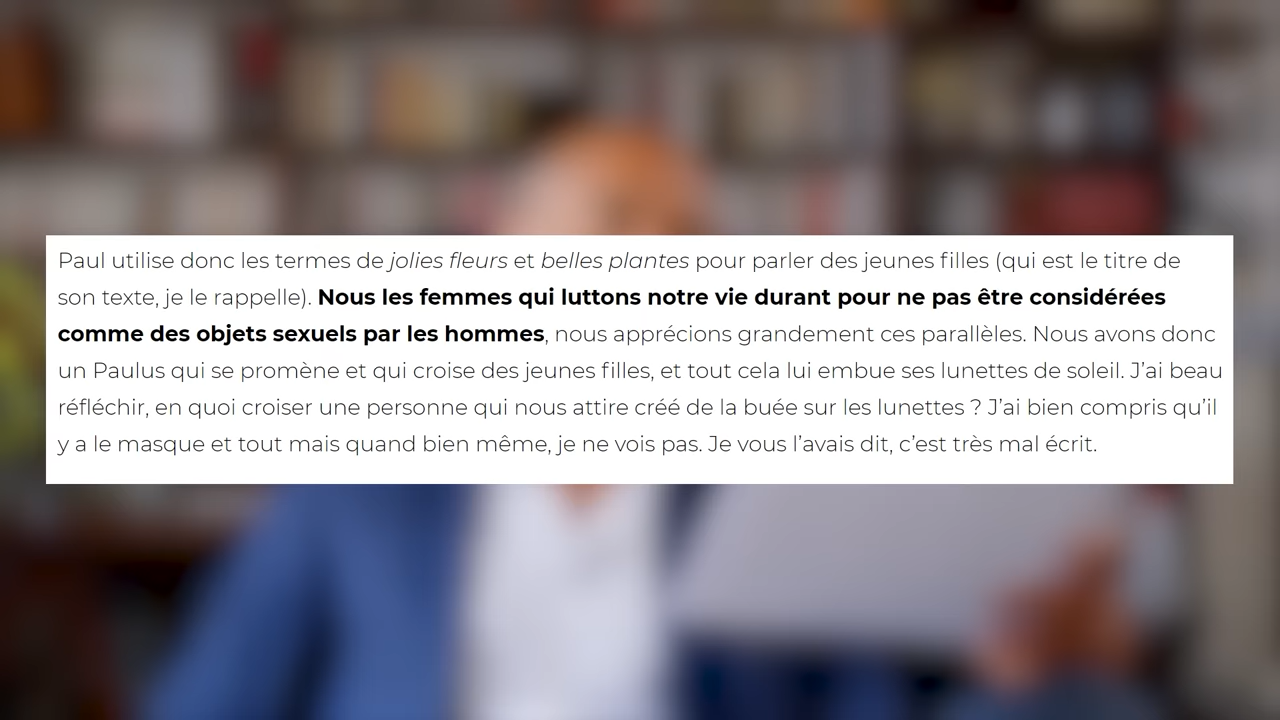 Paul utilise donc les termes de jolies fleurs et belles plantes pour parler des jeunes filles (qui est le titre de
son texte, je le rappelle). Nous les femmes qui luttons notre vie durant pour ne pas être considérées
comme des objets sexuels par les hommes, nous apprécions grandement ces parallèles. Nous avons donc
un Paulus qui se promène et qui croise des jeunes filles, et tout cela lui embue ses lunettes de soleil. J’ai beau
réfléchir, en quoi croiser une personne qui nous attire créé de la buée sur les lunettes ? J’ai bien compris qu’il
y a le masque et tout mais quand bien même, je ne vois pas. Je vous l’avais dit, c’est très mal écrit.